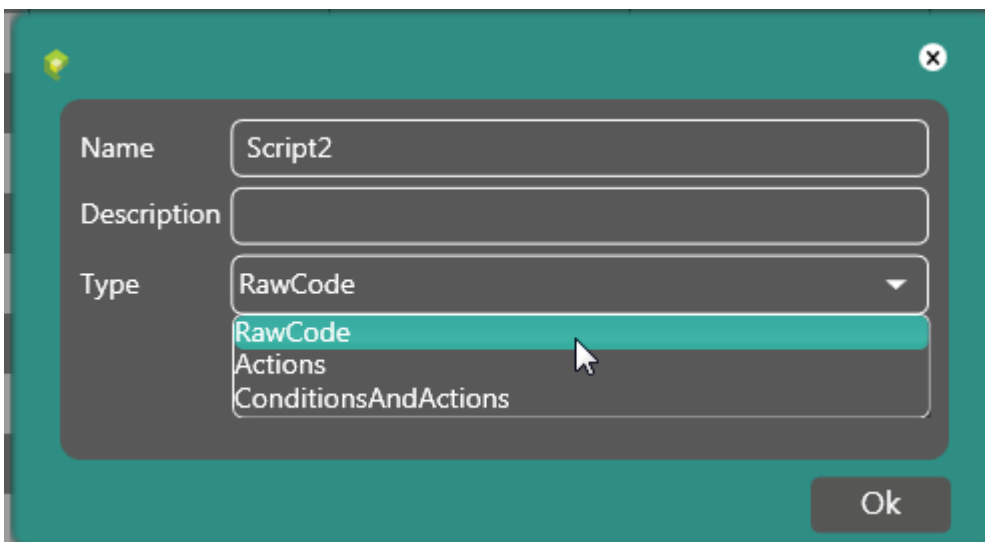 Name Script2
Description
Type RawCode
RawCode
Actions
ConditionsAndActions
Ok